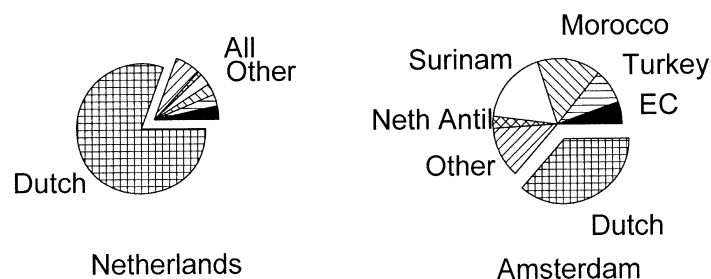 All
Other
Dutch
Netherlands
Morocco
Surinam
Turkey
EC
Neth Antil
Other
Dutch
Amsterdam